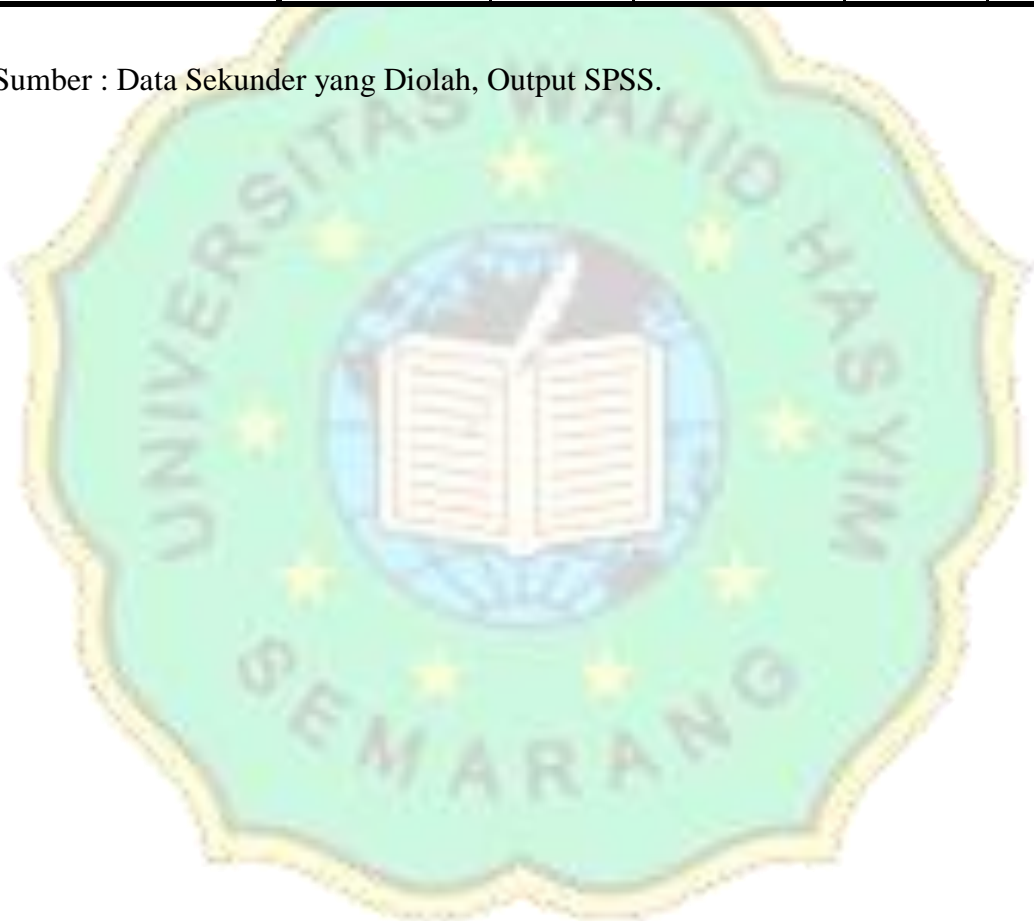 Sumber : Data Sekunder yang Diolah, Output SPSS.
UNIVERSITAS WAHID HASYIM
SEMARANG